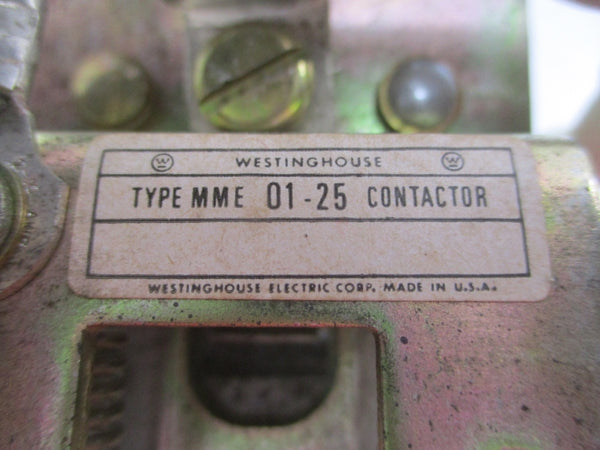 WESTINGHOUSE
TYPE MME 01-25 CONTACTOR
WESTINGHOUSE ELECTRIC CORP. MADE IN U.S.A.